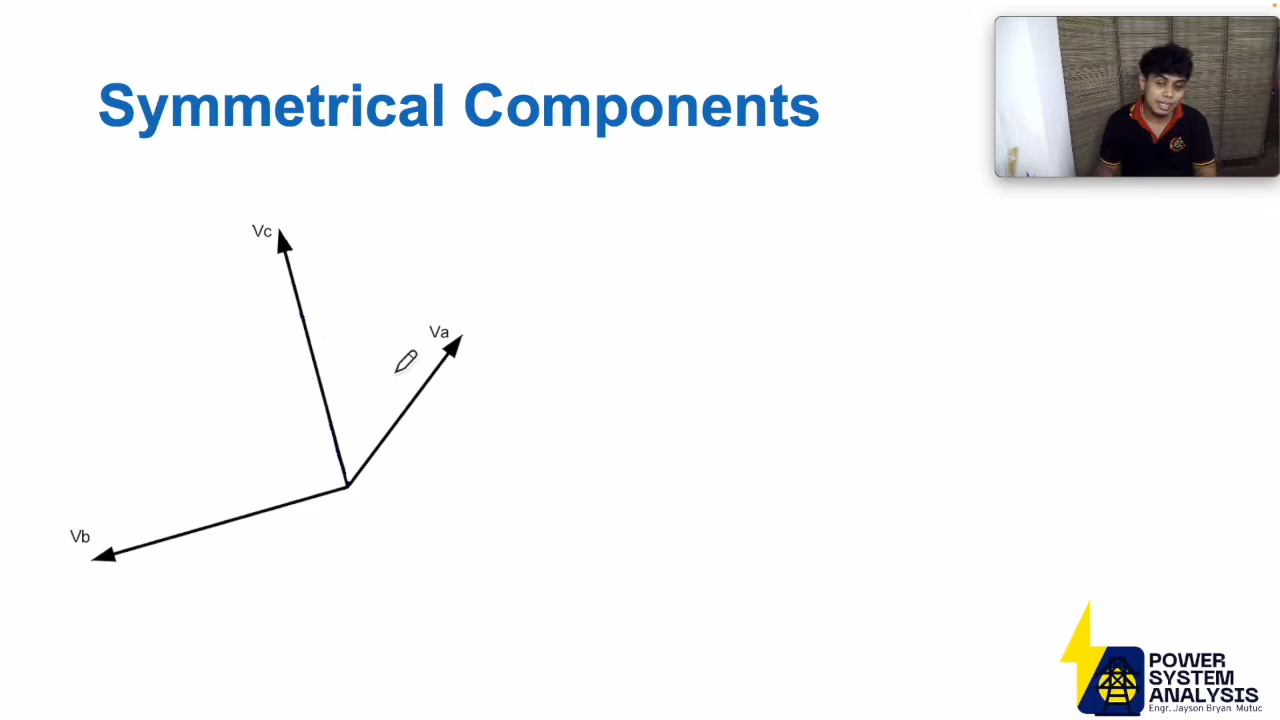 Symmetrical Components
Vc
Va
Vb
POWER
SYSTEM
ANALYSIS
Engr. Jayson Bryan Mutuc